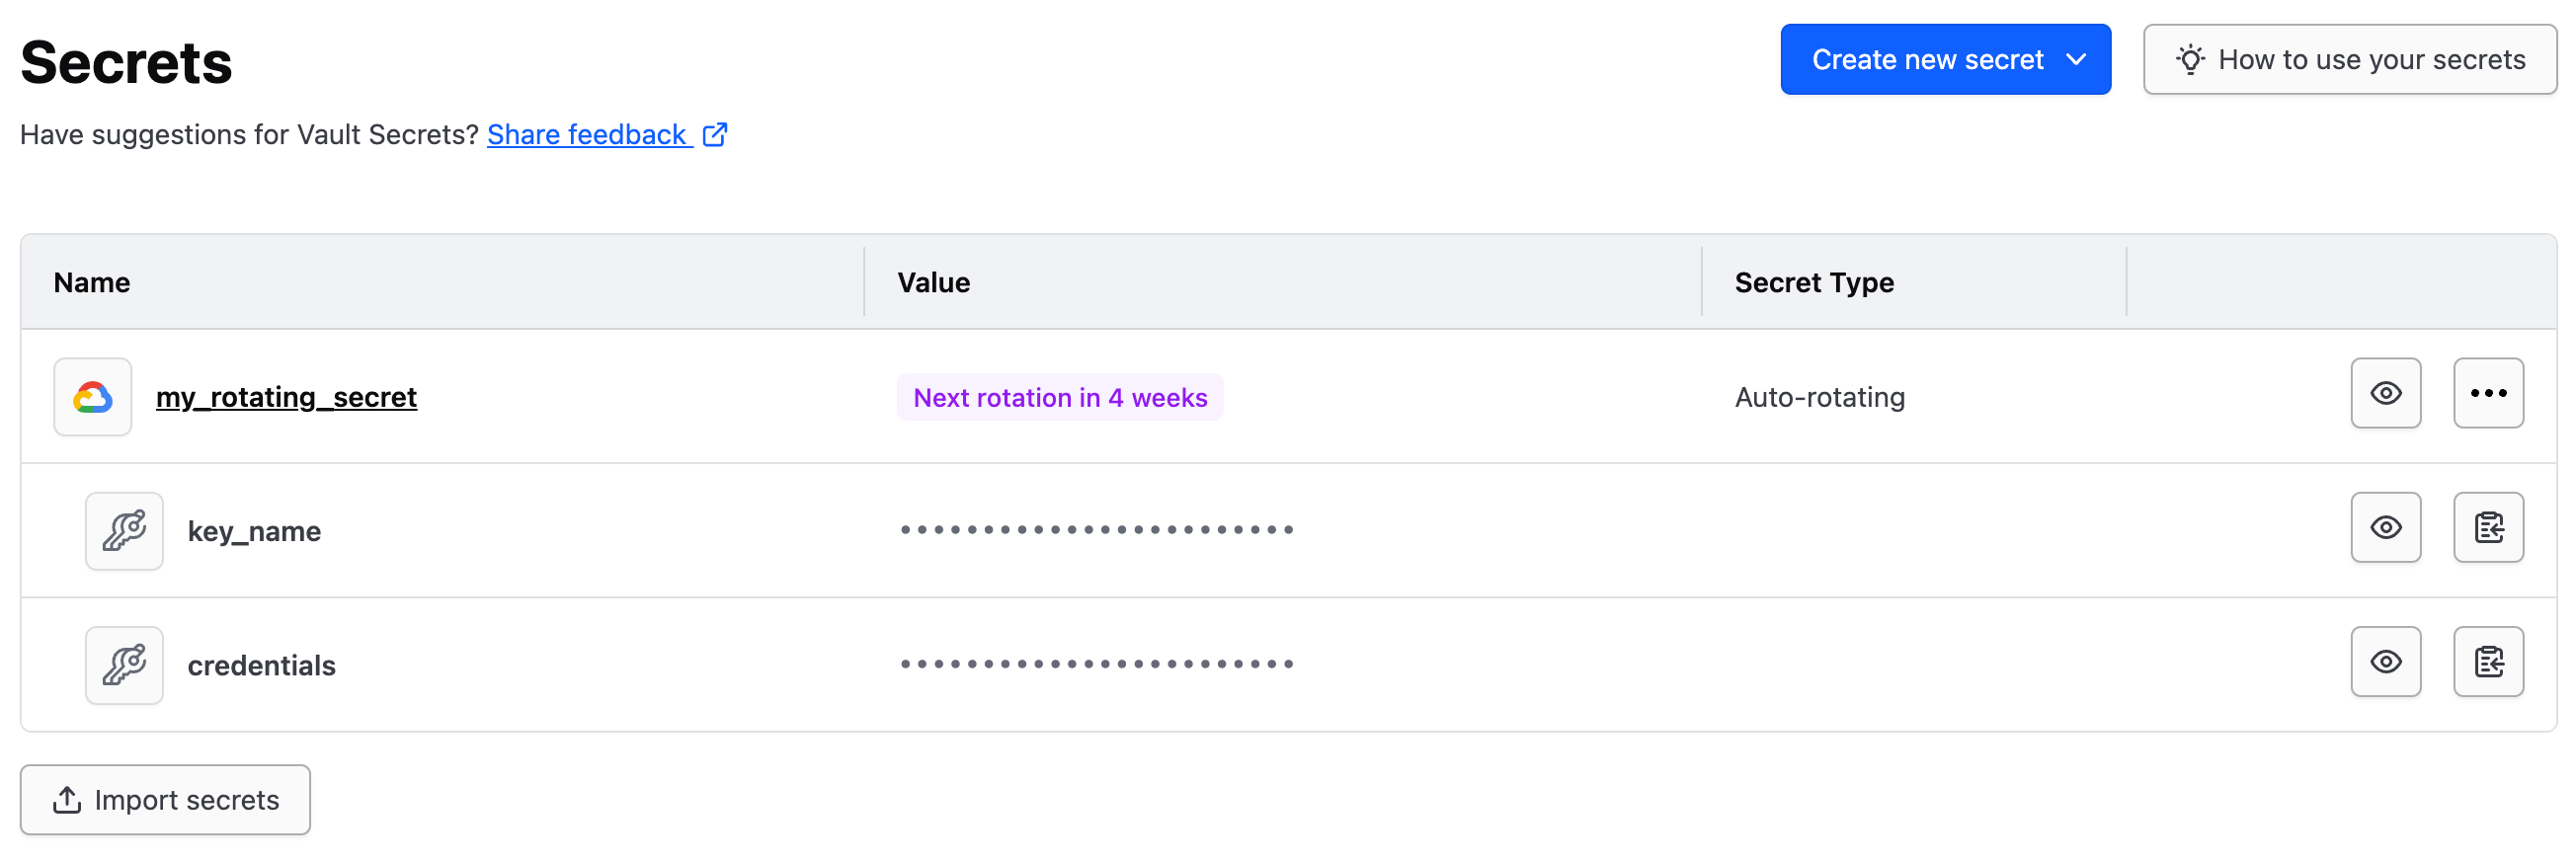 Secrets
Create new secret
How to use your secrets
Have suggestions for Vault Secrets? Share feedback
Name Value Secret Type
my_rotating_secret Next rotation in 4 weeks Auto-rotating
key_name
credentials
Import secrets